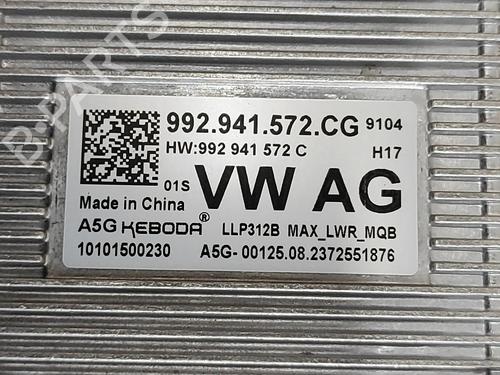 B-PARTS
992.941.572.CG 9104
HW:992 941 572 C H17
01S VW AG
Made in China
A5G KEBODA® LLP312B MAX_LWR_MQB
10101500230 A5G- 00125.08.2372551876